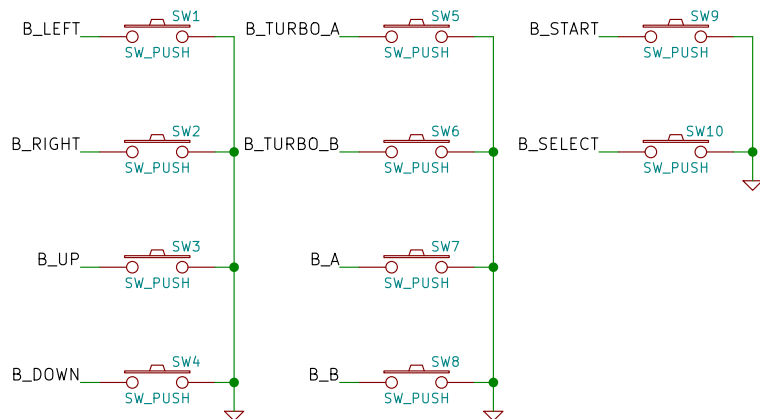 SW1
B_LEFT
SW_PUSH
SW2
B_RIGHT
SW_PUSH
SW3
B_UP
SW_PUSH
SW4
B_DOWN
SW_PUSH
SW5
B_TURBO_A
SW_PUSH
SW6
B_TURBO_B
SW_PUSH
SW7
B_A
SW_PUSH
SW8
B_B
SW_PUSH
SW9
B_START
SW_PUSH
SW10
B_SELECT
SW_PUSH